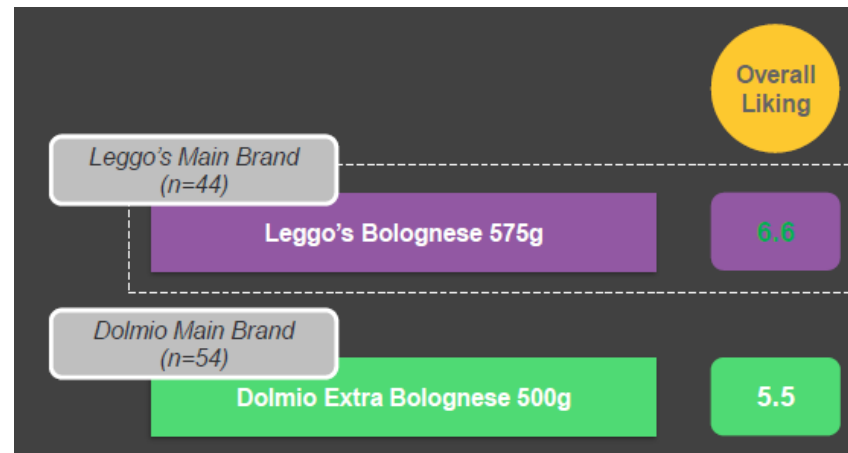 Overall
Liking
Leggo's Main Brand
(n=44)
Leggo's Bolognese 575g
6.6
Dolmio Main Brand
(n=54)
Dolmio Extra Bolognese 500g
5.5